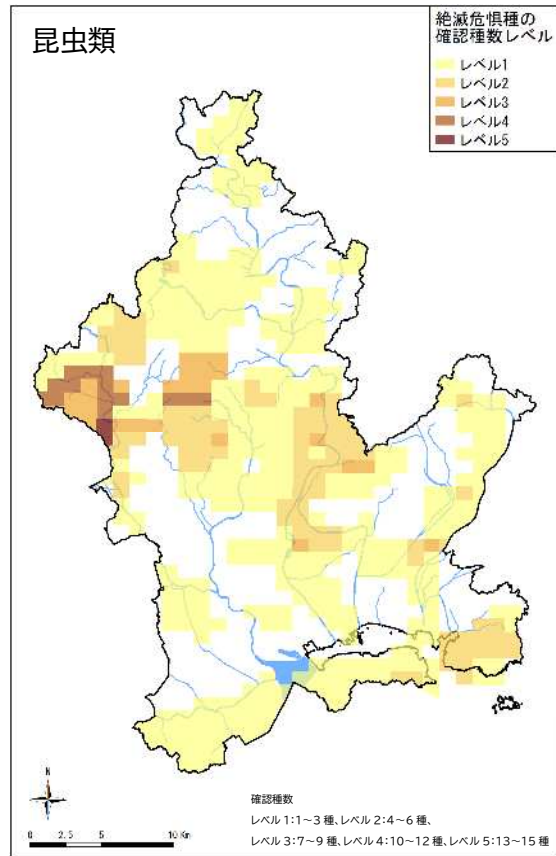 昆虫類
絶滅危惧種の
確認種数レベル
レベル1
レベル2
レベル3
レベル4
レベル5
N
0 2.5 5 10 Km
確認種数
レベル 1:1~3 種、レベル 2:4~6 種、
レベル 3:7~9 種、レベル 4:10~12 種、レベル 5:13~15 種